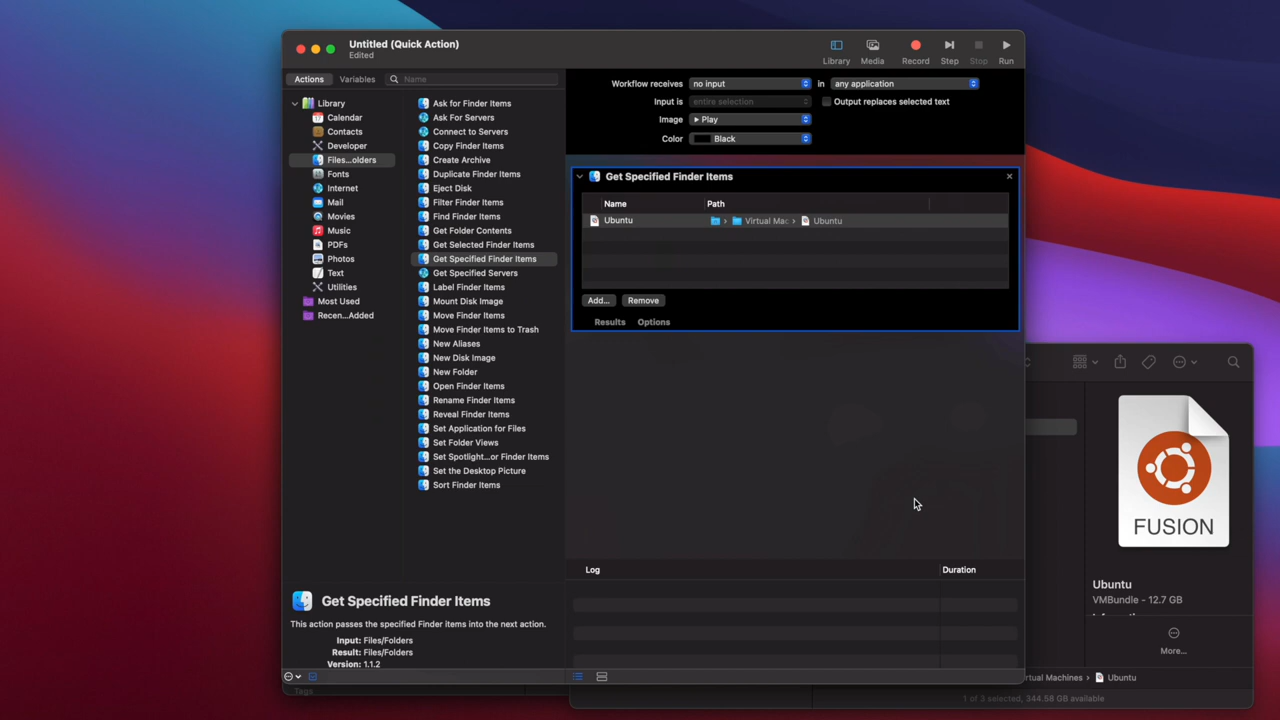 Untitled (Quick Action)
Edited
Library
Media
Record
Step
Stop
Run
Actions
Variables
Name
Library
Calendar
Contacts
Developer
Files...olders
Fonts
Internet
Mail
Movies
Music
PDFs
Photos
Text
Utilities
Most Used
Recen...Added
Ask for Finder Items
Ask For Servers
Connect to Servers
Copy Finder Items
Create Archive
Duplicate Finder Items
Eject Disk
Filter Finder Items
Find Finder Items
Get Folder Contents
Get Selected Finder Items
Get Specified Finder Items
Get Specified Servers
Label Finder Items
Mount Disk Image
Move Finder Items
Move Finder Items to Trash
New Aliases
New Disk Image
New Folder
Open Finder Items
Rename Finder Items
Reveal Finder Items
Set Application for Files
Set Folder Views
Set Spotlight...or Finder Items
Set the Desktop Picture
Sort Finder Items
Workflow receives no input in any application
Input is entire selection Output replaces selected text
Image Play
Color Black
Get Specified Finder Items
Name Path
Ubuntu Virtual Mac › Ubuntu
Add... Remove
Results Options
Log Duration
Get Specified Finder Items
This action passes the specified Finder items into the next action.
Input: Files/Folders
Result: Files/Folders
Version: 1.1.2
Tags
FUSION
Ubuntu
VMBundle - 12.7 GB
More...
rtual Machines › Ubuntu
1 of 3 selected, 344.58 GB available